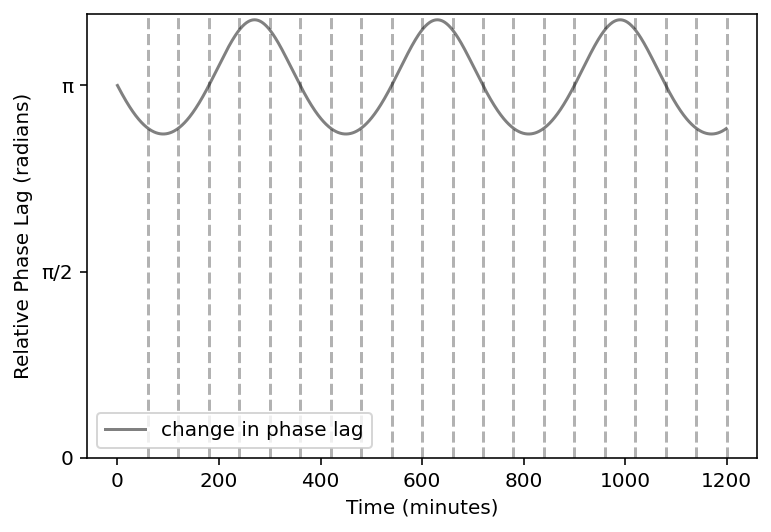 Relative Phase Lag (radians)
π
π/2
0
change in phase lag
0 200 400 600 800 1000 1200
Time (minutes)